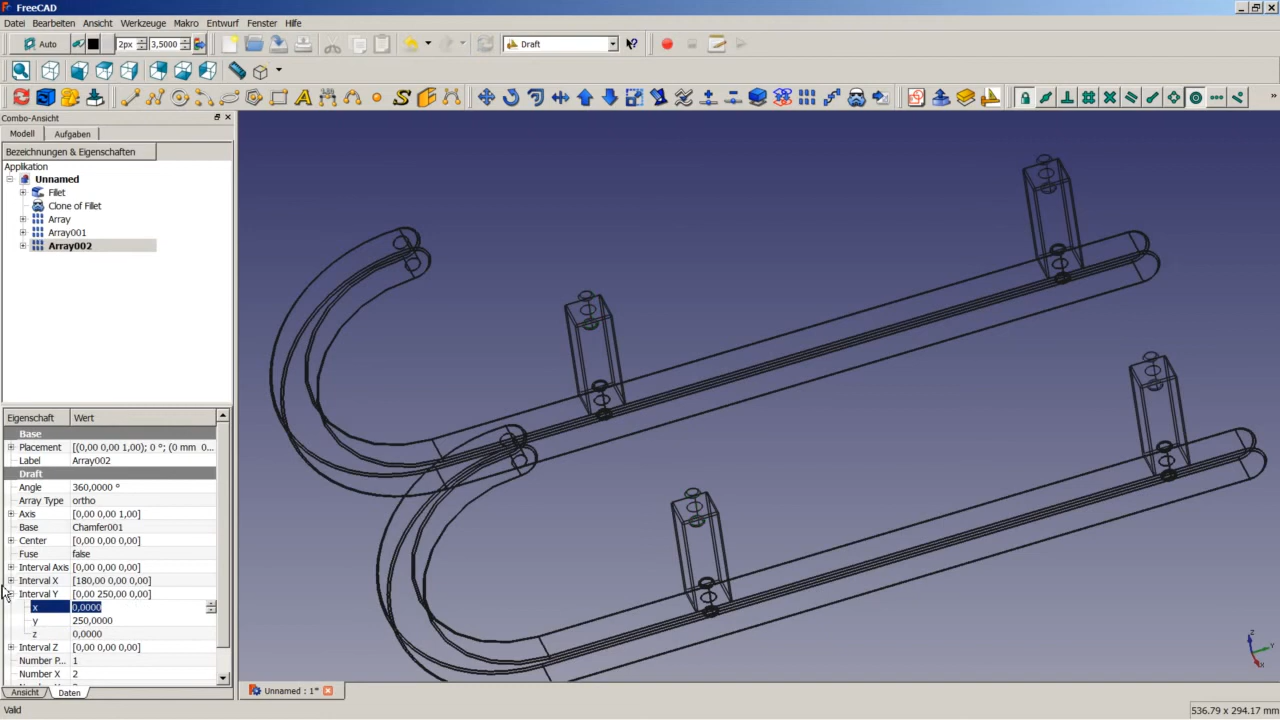 FreeCAD
Datei Bearbeiten Ansicht Werkzeuge Makro Entwurf Fenster Hilfe
Auto 2px 3,5000 Draft
Combo-Ansicht
Modell Aufgaben
Bezeichnungen & Eigenschaften
Applikation
Unnamed
Fillet
Clone of Fillet
Array
Array001
Array002
Eigenschaft Wert
Base
Placement [(0,00 0,00 1,00); 0 °; (0 mm 0...
Label Array002
Draft
Angle 360,0000 °
Array Type ortho
Axis [0,00 0,00 1,00]
Base Chamfer001
Center [0,00 0,00 0,00]
Fuse false
Interval Axis [0,00 0,00 0,00]
Interval X [180,00 0,00 0,00]
Interval Y [0,00 250,00 0,00]
x 0,0000
y 250,0000
z 0,0000
Interval Z [0,00 0,00 0,00]
Number P... 1
Number X 2
Ansicht Daten
Unnamed : 1*
z
Y
x
Valid
536.79 x 294.17 mm